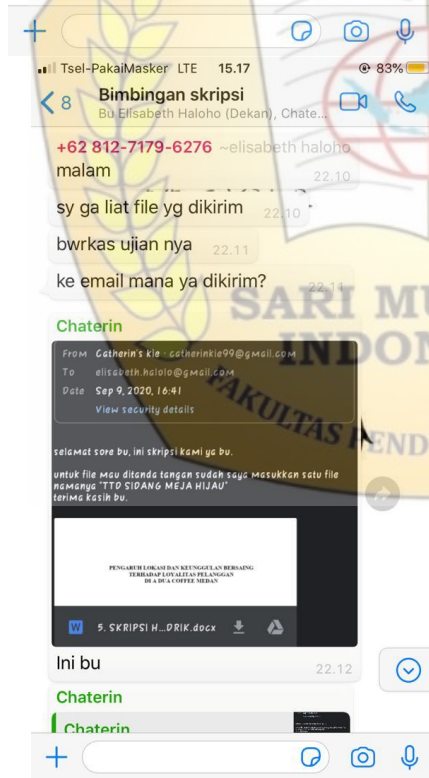 Tsel-PakaiMasker LTE 15.17 83%
8 Bimbingan skripsi
Bu Elisabeth Haloho (Dekan), Chate...
+62 812-7179-6276 ~elisabeth haloho
malam
22.10
sy ga liat file yg dikirim 22.10
bwrkas ujian nya 22.11
ke email mana ya dikirim? 22.11
SARI MU
INDO
FAKULTAS PEND
Chaterin
From Catherin's kie · catherinkie99@gmail.com
To elisabeth.halolo@gmail.com
Date Sep 9, 2020, 16:41
View security details
selamat sore bu, ini skripsi kami ya bu.
untuk file mau ditanda tangan sudah saya masukkan satu file
namanya "TTD SIDANG MEJA HIJAU"
terima kasih bu.
PENGARUH LOKASI DAN KEUNGGULAN BERSAING
TERHADAP LOYALITAS PELANGGAN
DI A DUA COFFEE MEDAN
W 5. SKRIPSI H...DRIK.docx
Ini bu 22.12
Chaterin
Chaterin